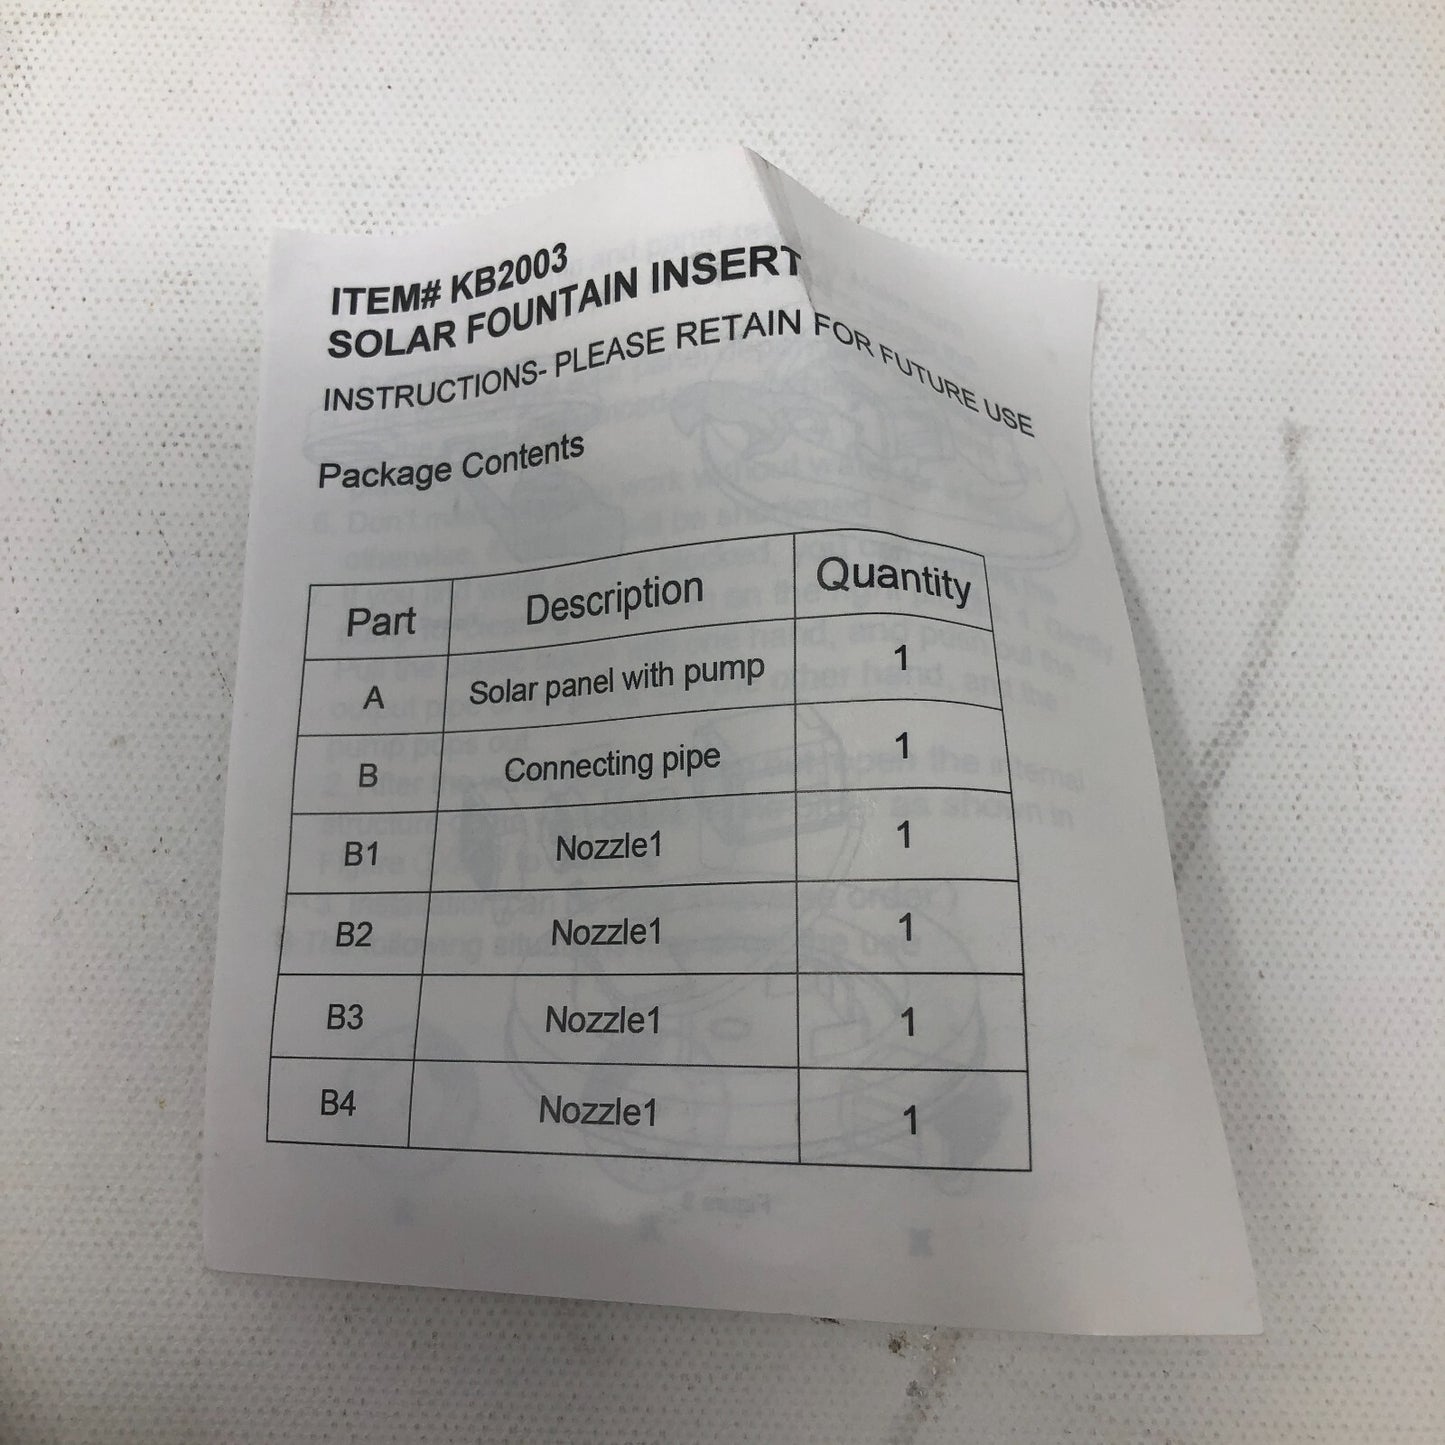 ITEM# KB2003
SOLAR FOUNTAIN INSERT
INSTRUCTIONS- PLEASE RETAIN FOR FUTURE USE
Package Contents
Part Description Quantity
A Solar panel with pump 1
B Connecting pipe 1
B1 Nozzle1 1
B2 Nozzle1 1
B3 Nozzle1 1
B4 Nozzle1 1